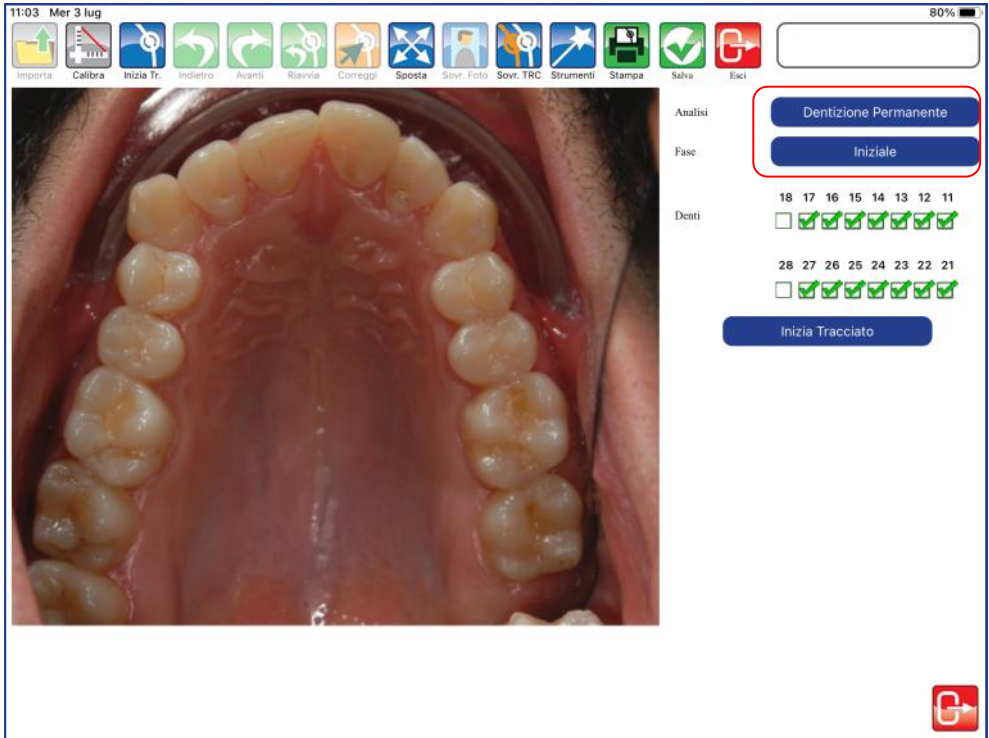 11:03 Mer 3 lug 80%
Importa Calibra Inizia Tr. Indietro Avanti Riavvia Correggi Sposta Sovr. Foto Sovr. TRC Strumenti Stampa Salva Esci
Analisi Dentizione Permanente
Fase Iniziale
18 17 16 15 14 13 12 11
Denti
28 27 26 25 24 23 22 21
Inizia Tracciato